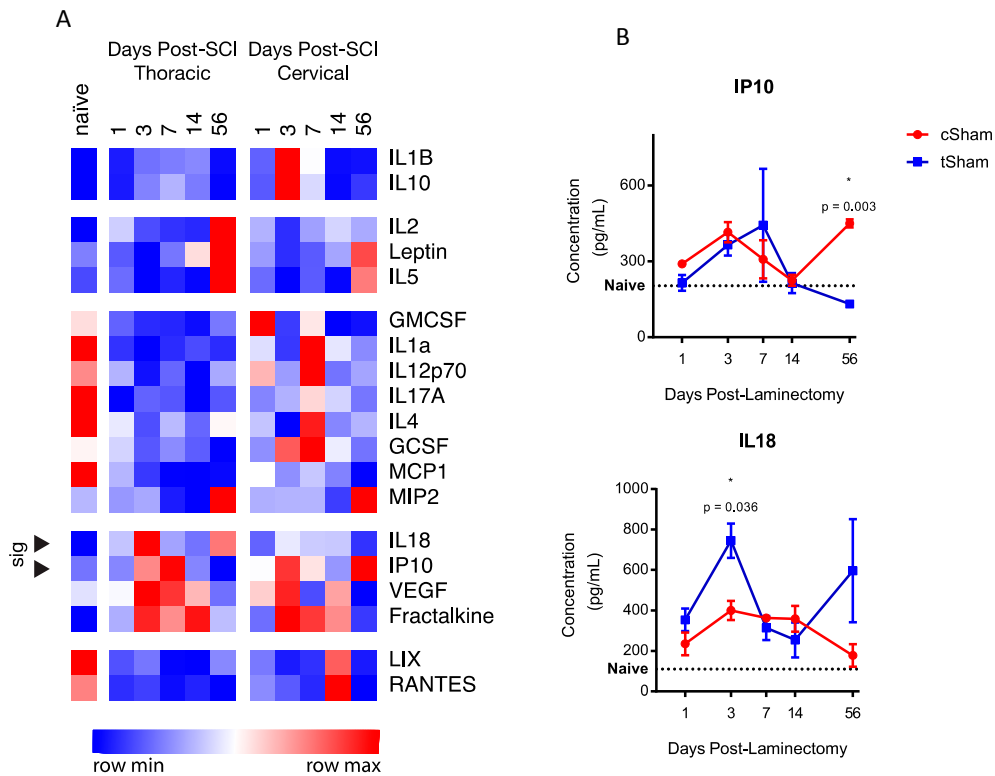 A
Days Post-SCI
Thoracic
Days Post-SCI
Cervical
naïve
1 3 7 14 56
1 3 7 14 56
IL1B
IL10
IL2
Leptin
IL5
GMCSF
IL1a
IL12p70
IL17A
IL4
GCSF
MCP1
MIP2
sig
IL18
IP10
VEGF
Fractalkine
LIX
RANTES
row min
row max
B
IP10
cSham
tSham
*
p = 0.003
Concentration
(pg/mL)
600
300
Naive
0
1 3 7 14 56
Days Post-Laminectomy
IL18
*
p = 0.036
Concentration
(pg/mL)
1000
800
600
400
200
Naive
0
1 3 7 14 56
Days Post-Laminectomy